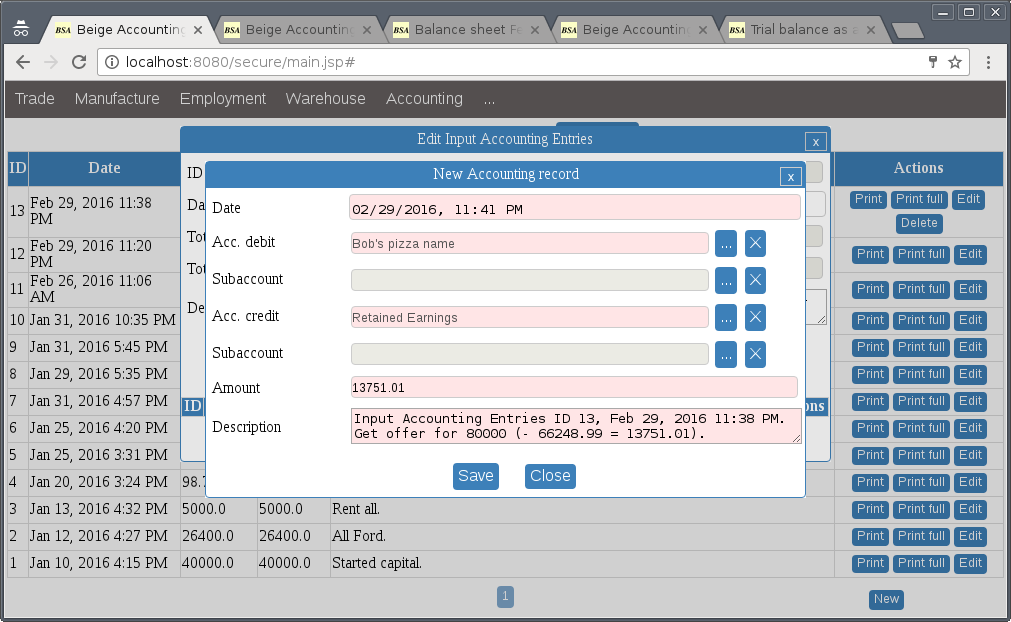 BSA Beige Accounting
BSA Beige Accounting
BSA Balance sheet Fe
BSA Beige Accounting
BSA Trial balance as a
localhost:8080/secure/main.jsp#
Trade Manufacture Employment Warehouse Accounting ...
Edit Input Accounting Entries x
New Accounting record x
Date 02/29/2016, 11:41 PM
Acc. debit Bob's pizza name ... X
Subaccount ... X
Acc. credit Retained Earnings ... X
Subaccount ... X
Amount 13751.01
Description Input Accounting Entries ID 13, Feb 29, 2016 11:38 PM.
Get offer for 80000 (- 66248.99 = 13751.01).
Save Close
ID Date Actions
ID
13 Feb 29, 2016 11:38 PM Print Print full Edit
Delete
12 Feb 29, 2016 11:20 PM Print Print full Edit
11 Feb 26, 2016 11:06 AM Print Print full Edit
10 Jan 31, 2016 10:35 PM Print Print full Edit
9 Jan 31, 2016 5:45 PM Print Print full Edit
8 Jan 29, 2016 5:35 PM Print Print full Edit
7 Jan 31, 2016 4:57 PM ID Print Print full Edit
6 Jan 25, 2016 4:20 PM Print Print full Edit
5 Jan 25, 2016 3:31 PM Print Print full Edit
4 Jan 20, 2016 3:24 PM 98.7 Print Print full Edit
3 Jan 13, 2016 4:32 PM 5000.0 5000.0 Rent all. Print Print full Edit
2 Jan 12, 2016 4:27 PM 26400.0 26400.0 All Ford. Print Print full Edit
1 Jan 10, 2016 4:15 PM 40000.0 40000.0 Started capital. Print Print full Edit
1 New